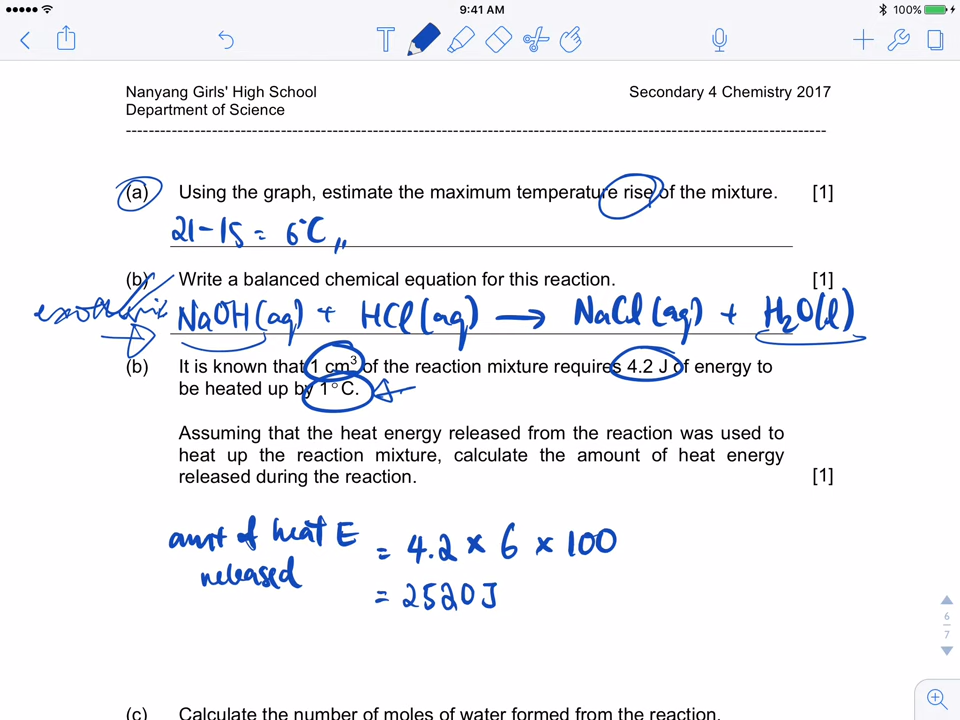 9:41 AM
100%
T
Nanyang Girls' High School
Secondary 4 Chemistry 2017
Department of Science
(a) Using the graph, estimate the maximum temperature rise of the mixture. [1]
21 - 15 = 6°C
(b) Write a balanced chemical equation for this reaction. [1]
exothermic
NaOH(aq) + HCl(aq) → NaCl(aq) + H2O(l)
(b) It is known that 1 cm³ of the reaction mixture requires 4.2 J of energy to
be heated up by 1°C.
Assuming that the heat energy released from the reaction was used to
heat up the reaction mixture, calculate the amount of heat energy
released during the reaction. [1]
amt of heat E
released
= 4.2 × 6 × 100
= 2520 J
6
7
(c) Calculate the number of moles of water formed from the reaction.